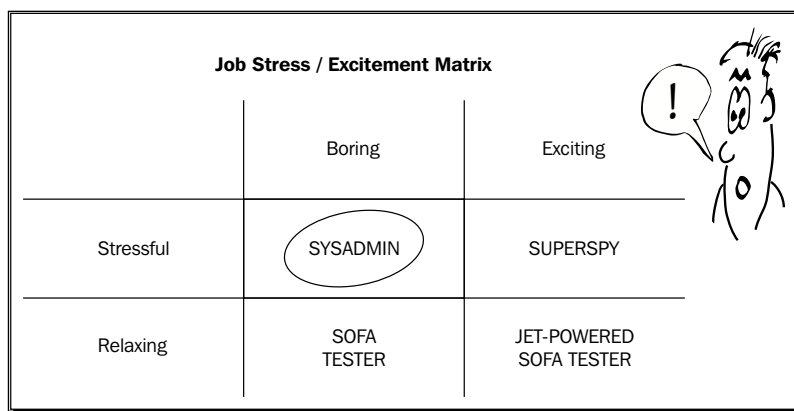 Job Stress / Excitement Matrix
!
Boring Exciting
Stressful SYSADMIN SUPERSPY
Relaxing SOFA TESTER JET-POWERED SOFA TESTER